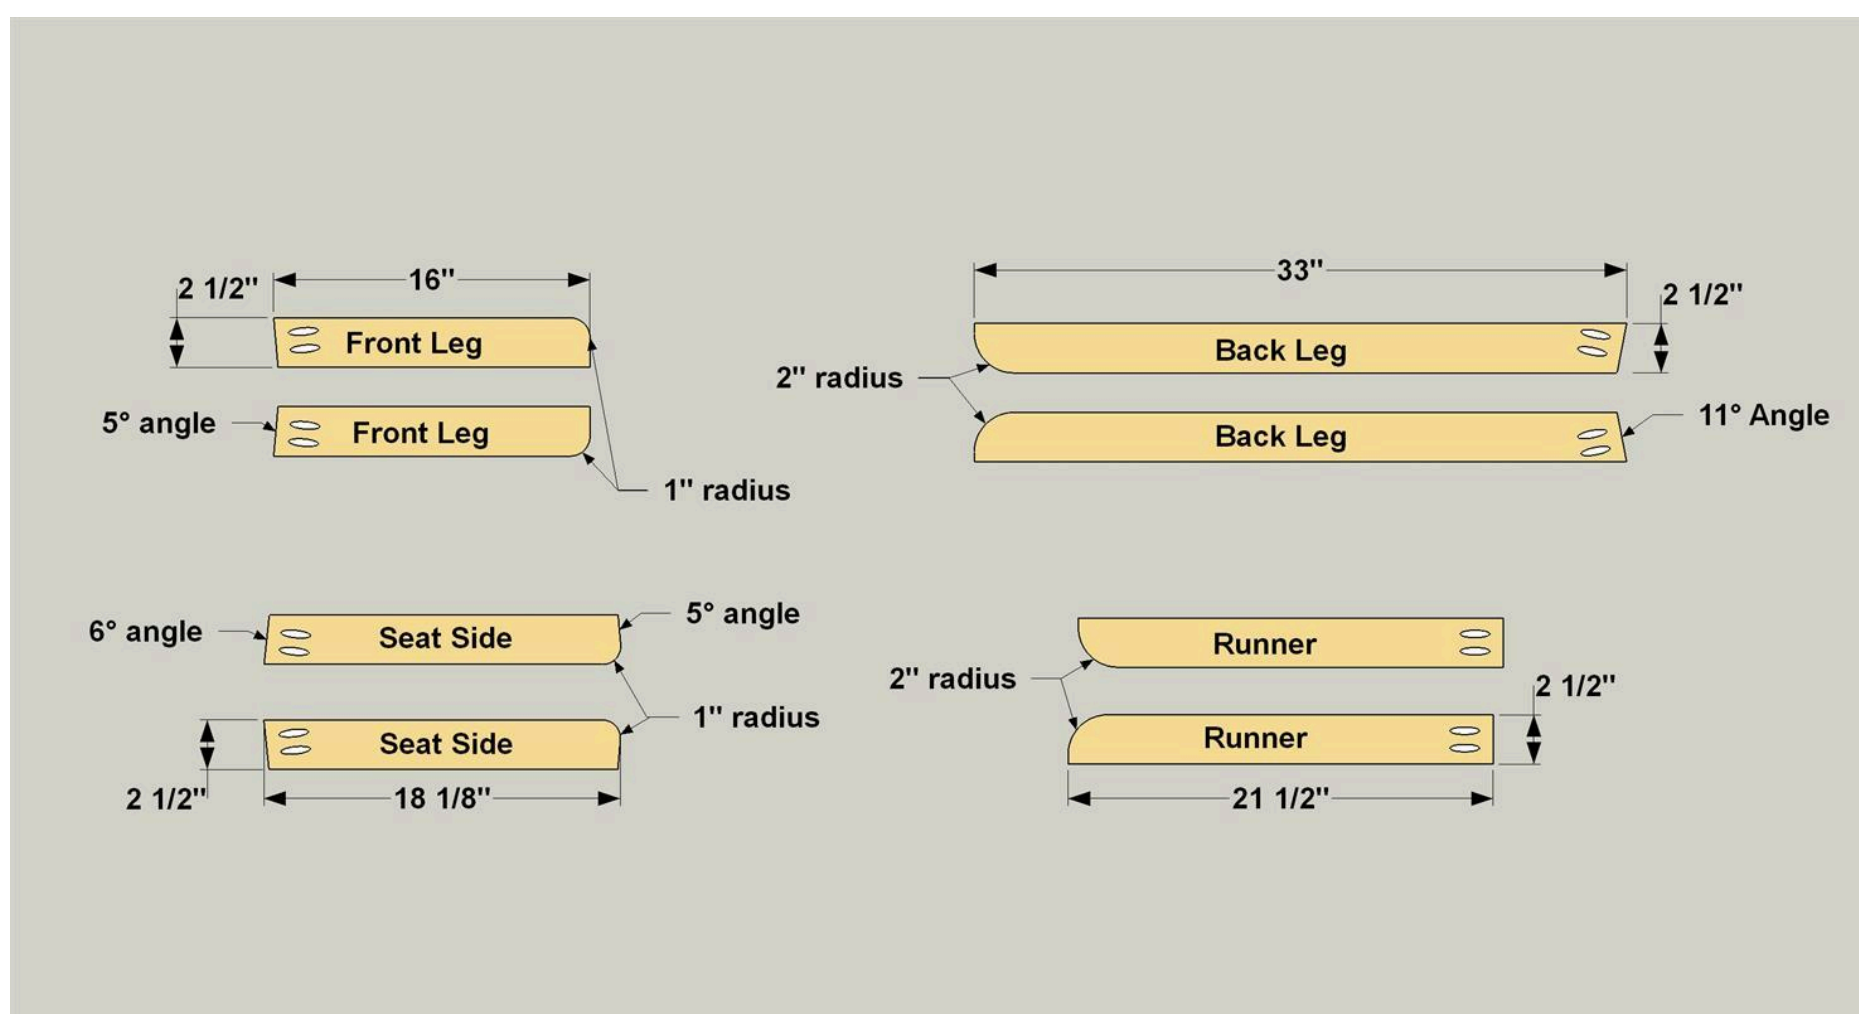 2 1/2"
16"
Front Leg
5° angle
Front Leg
1" radius
33"
2 1/2"
Back Leg
2" radius
11° Angle
Back Leg
6° angle
Seat Side
5° angle
1" radius
Seat Side
2 1/2"
18 1/8"
Runner
2" radius
2 1/2"
Runner
21 1/2"